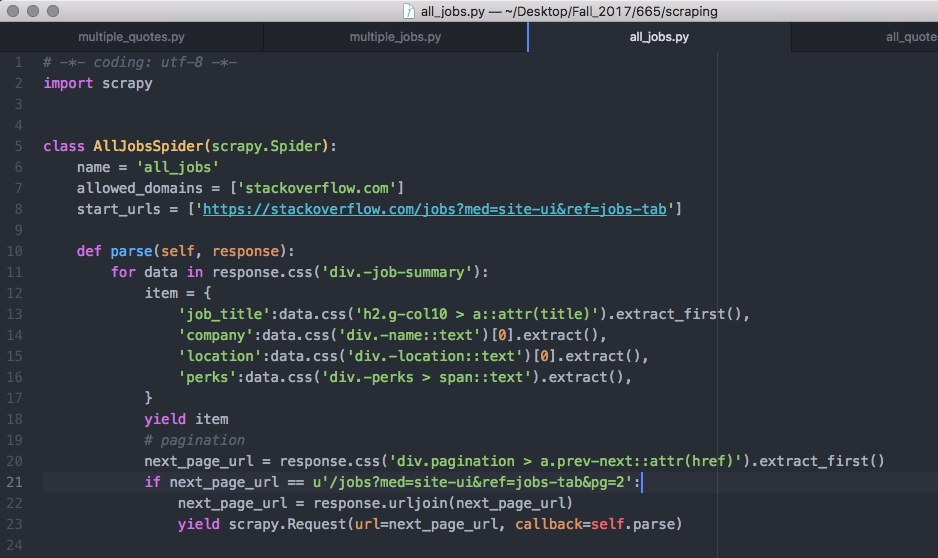 all_jobs.py — ~/Desktop/Fall_2017/665/scraping
multiple_quotes.py multiple_jobs.py all_jobs.py all_quote
1 # -*- coding: utf-8 -*-
2 import scrapy
3
4
5 class AllJobsSpider(scrapy.Spider):
6     name = 'all_jobs'
7     allowed_domains = ['stackoverflow.com']
8     start_urls = ['https://stackoverflow.com/jobs?med=site-ui&ref=jobs-tab']
9
10     def parse(self, response):
11         for data in response.css('div.-job-summary'):
12             item = {
13                 'job_title':data.css('h2.g-col10 > a::attr(title)').extract_first(),
14                 'company':data.css('div.-name::text')[0].extract(),
15                 'location':data.css('div.-location::text')[0].extract(),
16                 'perks':data.css('div.-perks > span::text').extract(),
17             }
18             yield item
19             # pagination
20             next_page_url = response.css('div.pagination > a.prev-next::attr(href)').extract_first()
21             if next_page_url == u'/jobs?med=site-ui&ref=jobs-tab&pg=2':
22                 next_page_url = response.urljoin(next_page_url)
23                 yield scrapy.Request(url=next_page_url, callback=self.parse)
24